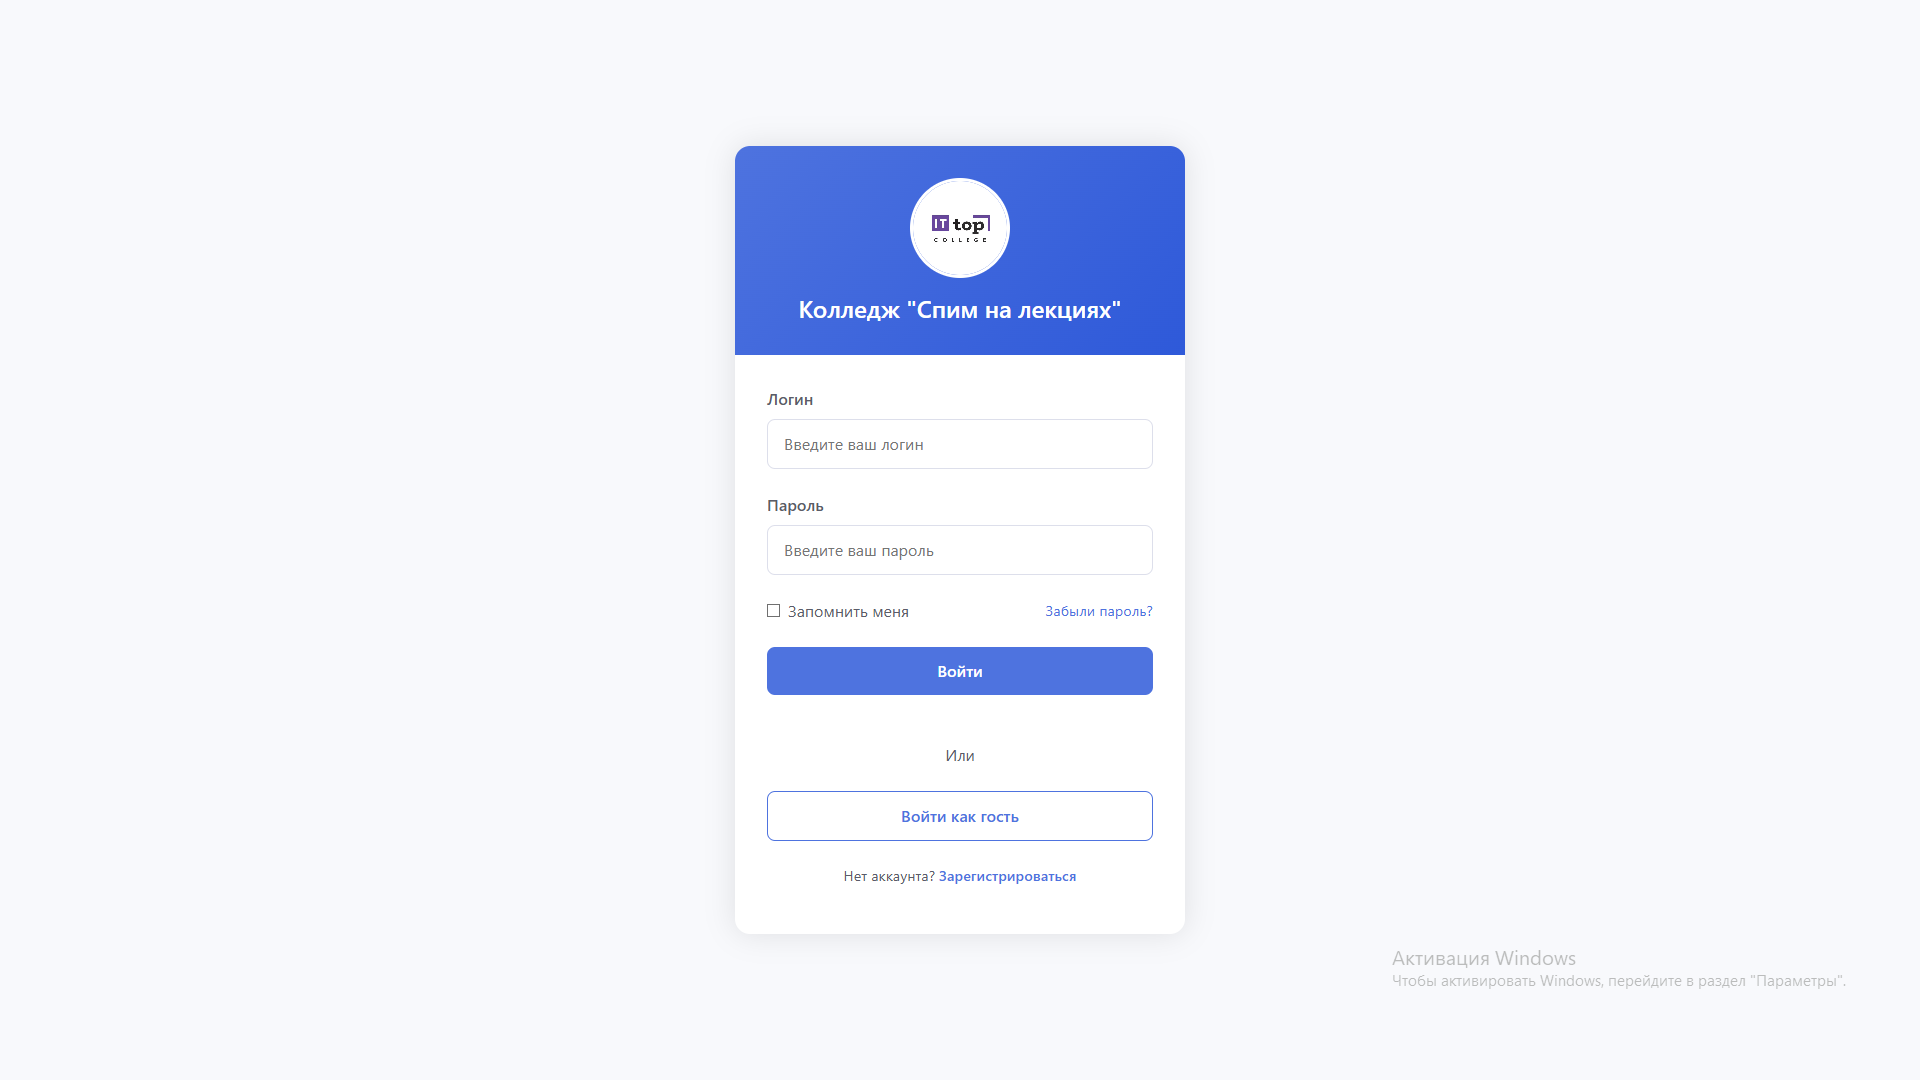 IT top
COLLEGE
Колледж "Спим на лекциях"
Логин
Введите ваш логин
Пароль
Введите ваш пароль
Запомнить меня Забыли пароль?
Войти
Или
Войти как гость
Нет аккаунта? Зарегистрироваться
Активация Windows
Чтобы активировать Windows, перейдите в раздел "Параметры".